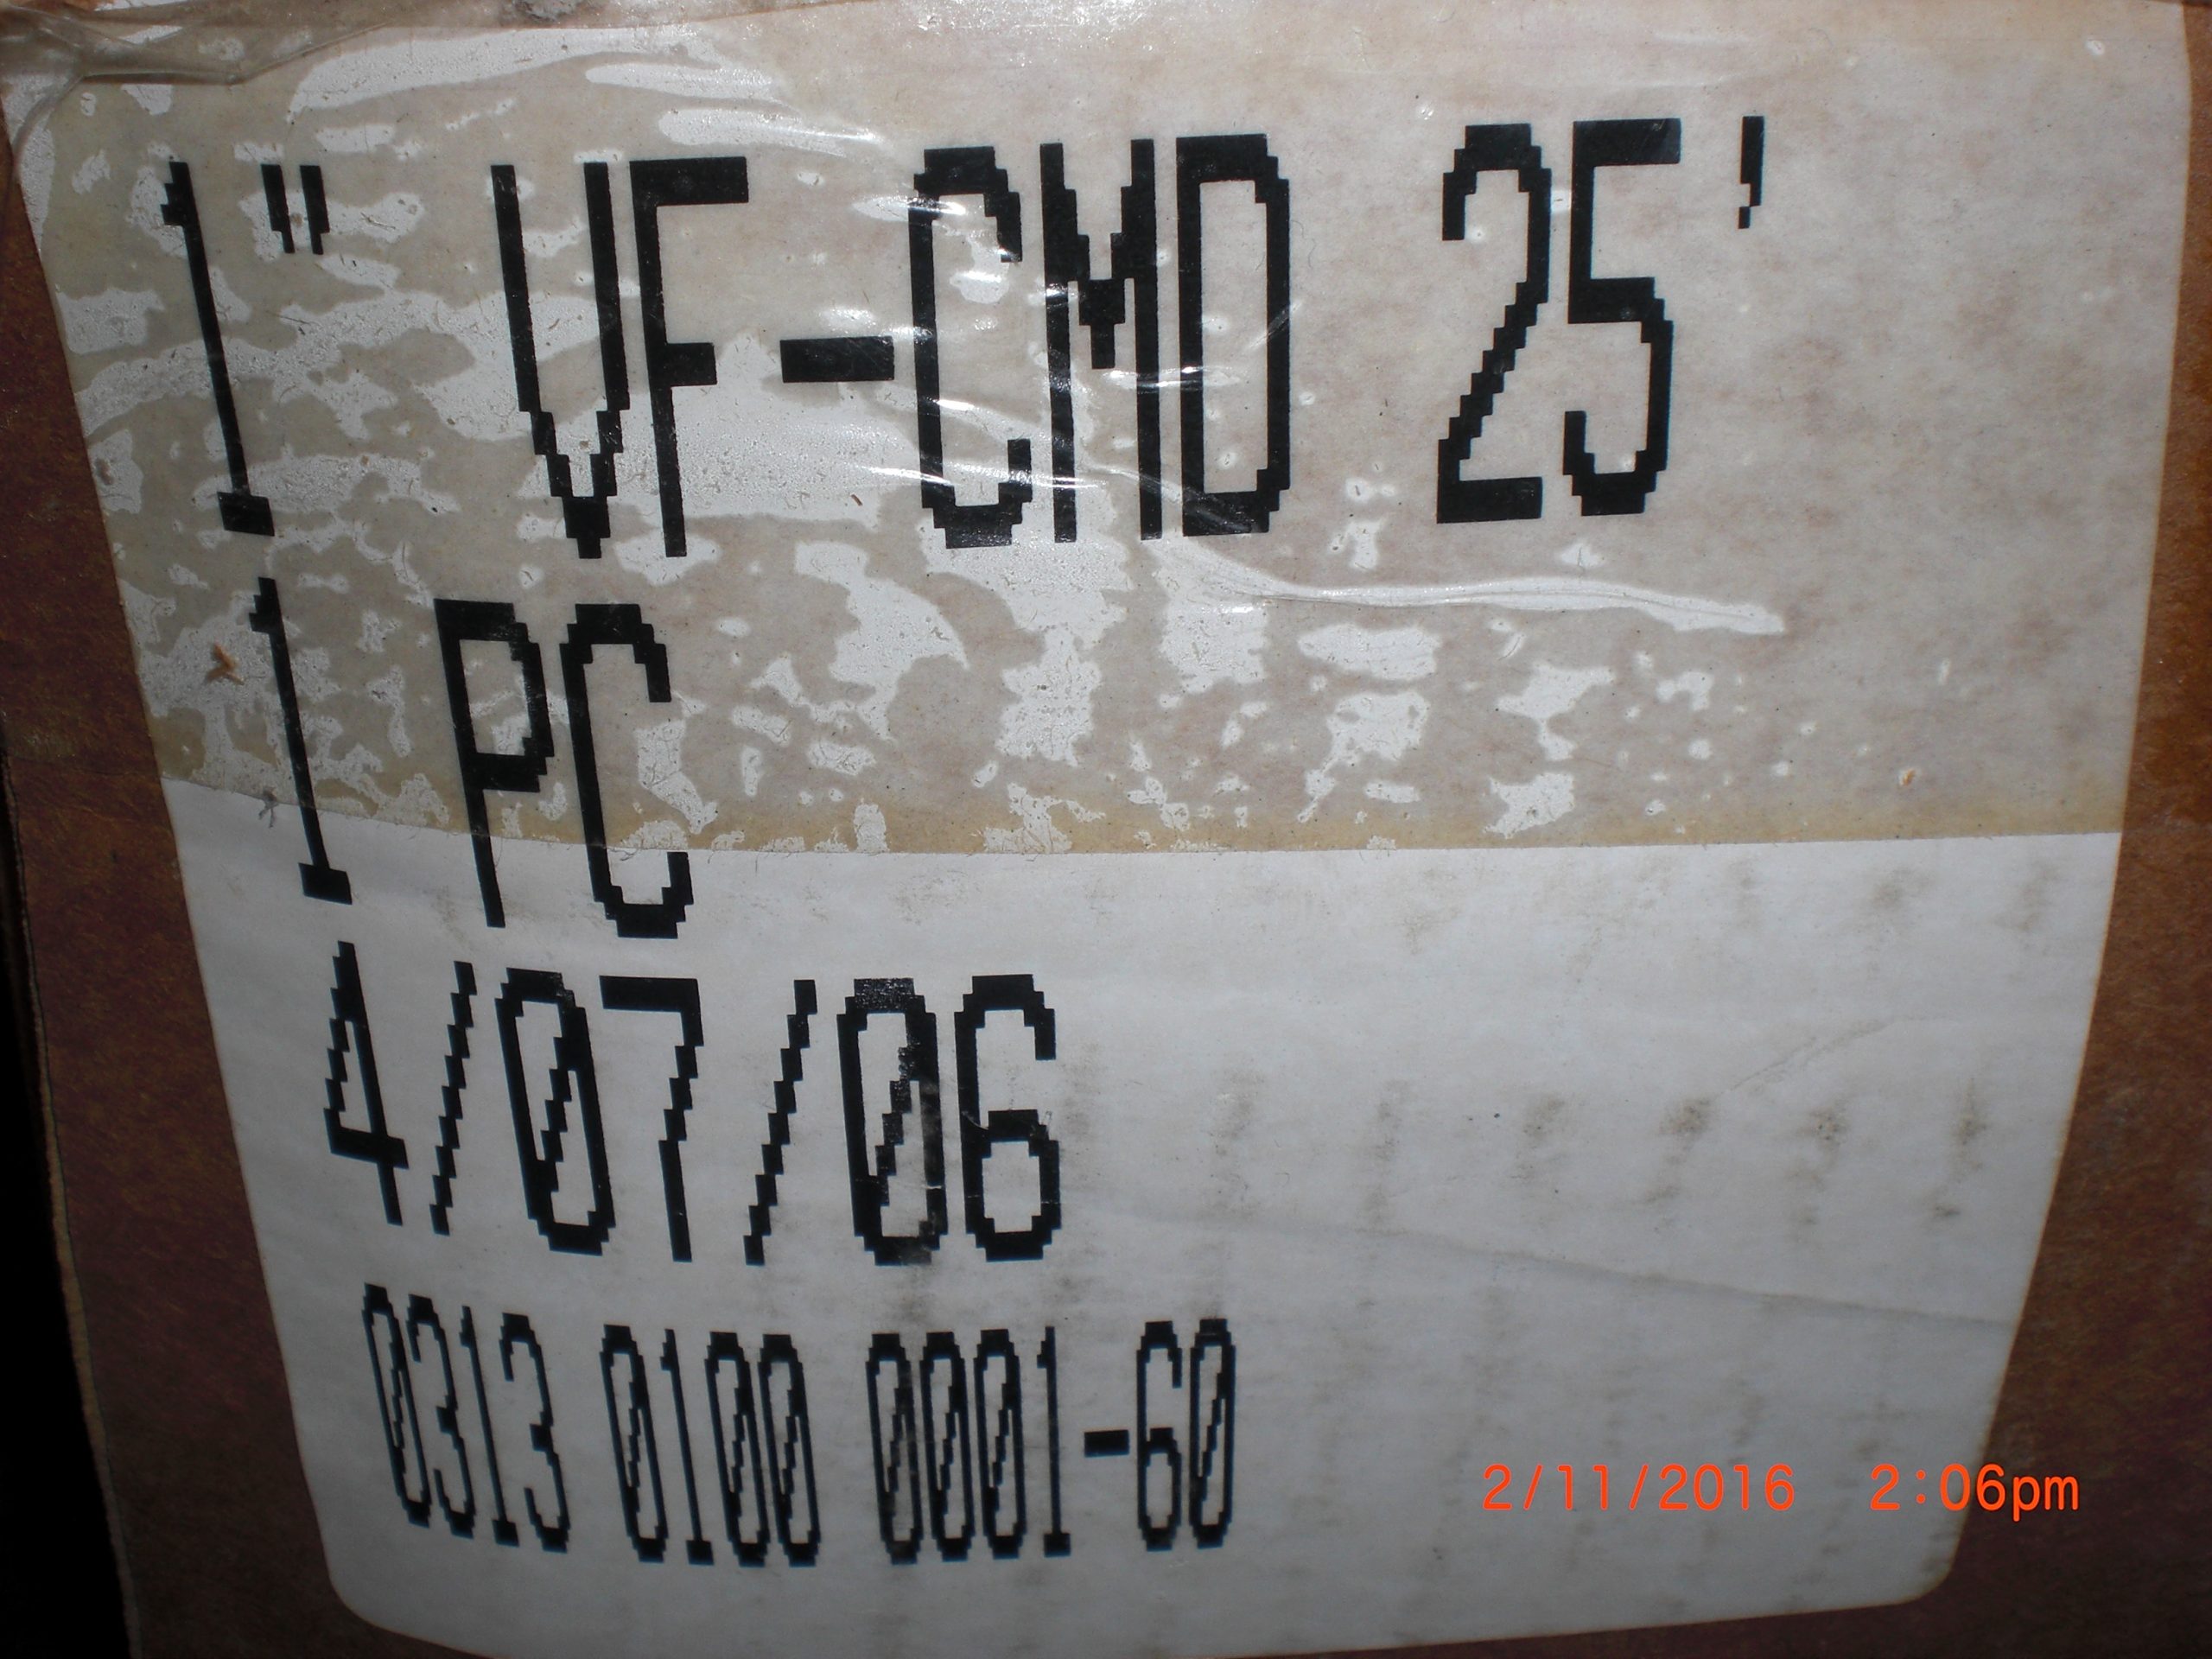 1" VF-CMD 25'
1 PC
4/07/06
0313 0100 0001-60
2/11/2016 2:06pm